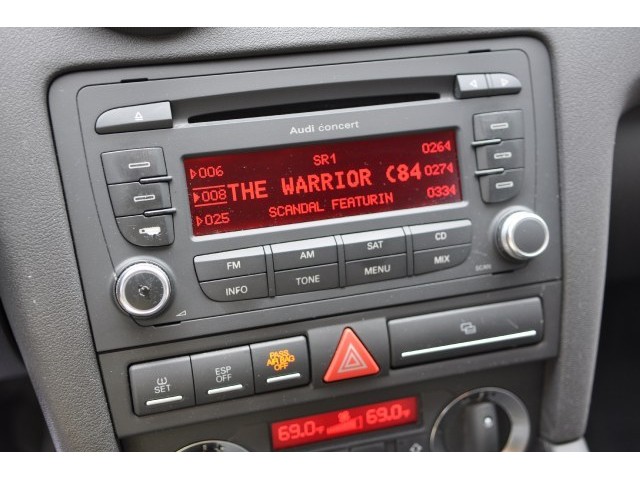 Audi concert
SR1
006
0264
008
THE WARRIOR (84
0274
025
SCANDAL FEATURIN
0334
FM
AM
SAT
CD
INFO
TONE
MENU
MIX
SCAN
SET
ESP OFF
PASS AIR BAG OFF
69.0°F
69.0°F